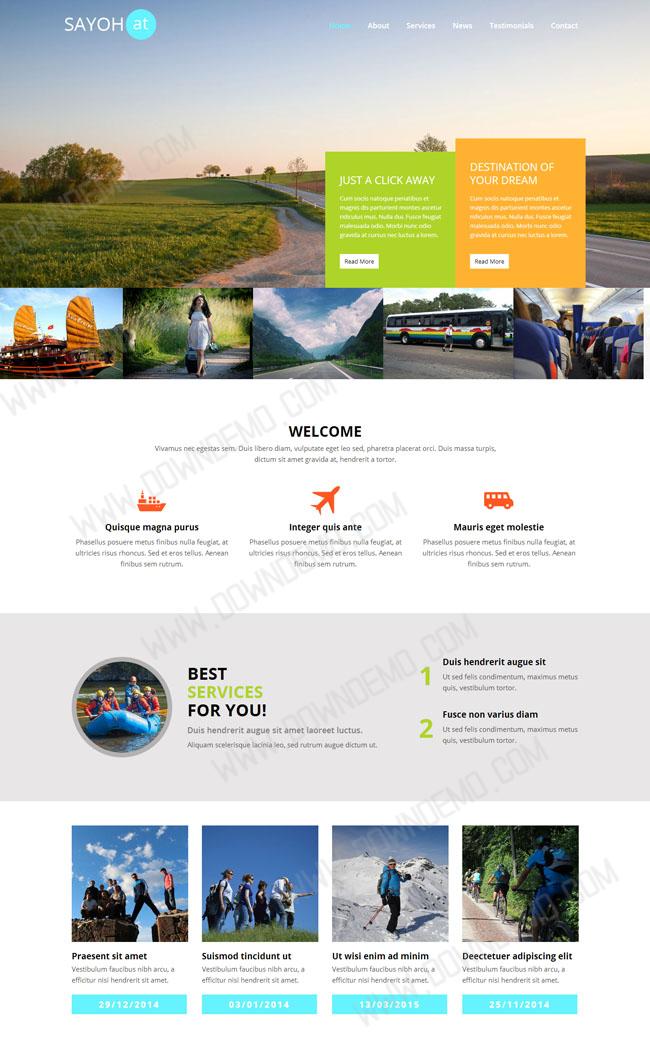 SAYOH at
Home About Services News Testimonials Contact
JUST A CLICK AWAY
Cum sociis natoque penatibus et
magnis dis parturient montes ascetur
ridiculus mus. Nulla dui. Fusce feugiat
malesuada odio. Morbi nunc odio
gravida at cursus nec luctus a lorem.
Read More
DESTINATION OF
YOUR DREAM
Cum sociis natoque penatibus et
magnis dis parturient montes ascetur
ridiculus mus. Nulla dui. Fusce feugiat
malesuada odio. Morbi nunc odio
gravida at cursus nec luctus a lorem.
Read More
WELCOME
Vivamus nec egestas sem. Duis libero diam, vulputate eget leo sed, pharetra placerat orci. Duis massa turpis,
dictum sit amet gravida at, hendrerit a tortor.
Quisque magna purus
Phasellus posuere metus finibus nulla feugiat, at
ultricies risus rhoncus. Sed et eros tellus. Aenean
finibus sem rutrum.
Integer quis ante
Phasellus posuere metus finibus nulla feugiat, at
ultricies risus rhoncus. Sed et eros tellus. Aenean
finibus sem rutrum.
Mauris eget molestie
Phasellus posuere metus finibus nulla feugiat, at
ultricies risus rhoncus. Sed et eros tellus. Aenean
finibus sem rutrum.
BEST
SERVICES
FOR YOU!
Duis hendrerit augue sit amet laoreet luctus.
Aliquam scelerisque lacinia leo, sed rutrum augue dictum ut.
1 Duis hendrerit augue sit
Ut sed felis condimentum, maximus metus
quis, vestibulum tortor.
2 Fusce non varius diam
Ut sed felis condimentum, maximus metus
quis, vestibulum tortor.
Praesent sit amet
Vestibulum faucibus nibh arcu, a
efficitur nisi hendrerit sit amet.
29/12/2014
Suismod tincidunt ut
Vestibulum faucibus nibh arcu, a
efficitur nisi hendrerit sit amet.
03/01/2014
Ut wisi enim ad minim
Vestibulum faucibus nibh arcu, a
efficitur nisi hendrerit sit amet.
13/03/2015
Deectetuer adipiscing elit
Vestibulum faucibus nibh arcu, a
efficitur nisi hendrerit sit amet.
25/11/2014
WWW.DOWNDEMO.COM
WWW.DOWNDEMO.COM
WWW.DOWNDEMO.COM
WWW.DOWNDEMO.COM
WWW.DOWNDEMO.COM